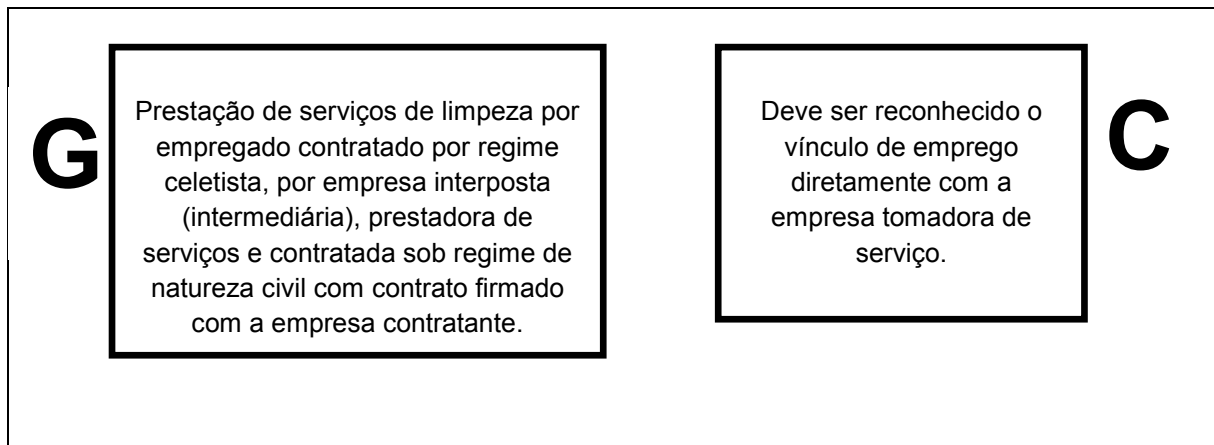 G
Prestação de serviços de limpeza por
empregado contratado por regime
celetista, por empresa interposta
(intermediária), prestadora de
serviços e contratada sob regime de
natureza civil com contrato firmado
com a empresa contratante.
Deve ser reconhecido o
vínculo de emprego
diretamente com a
empresa tomadora de
serviço.
C